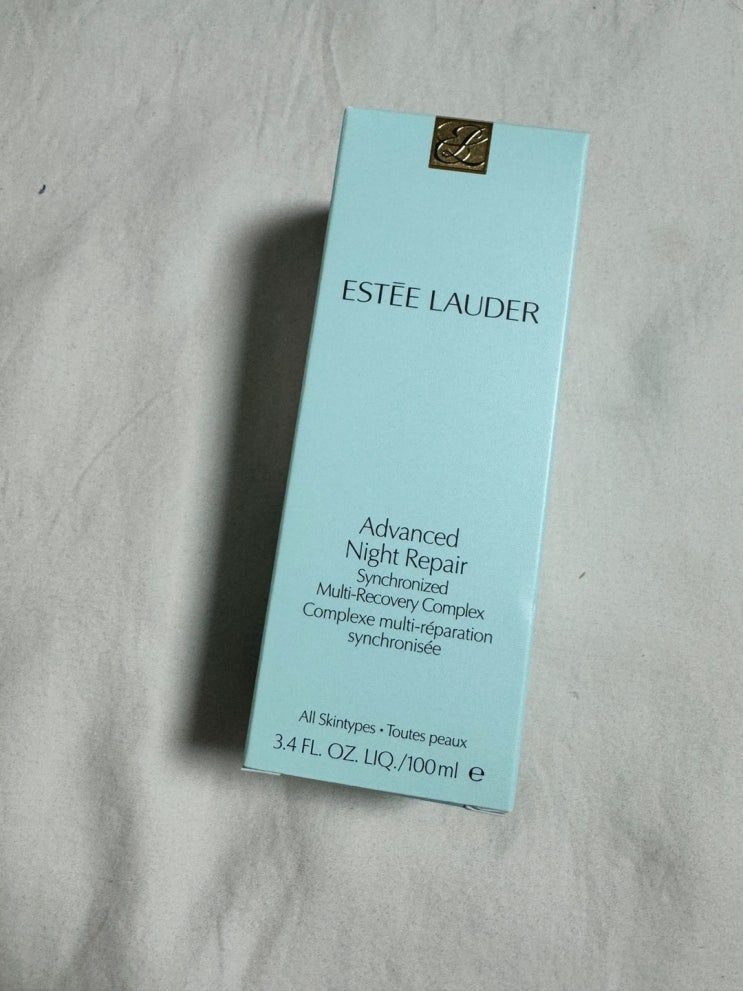 ESTĒE LAUDER
Advanced
Night Repair
Synchronized
Multi-Recovery Complex
Complexe multi-réparation
synchronisée
All Skintypes • Toutes peaux
3.4 FL. OZ. LIQ./100ml ℮